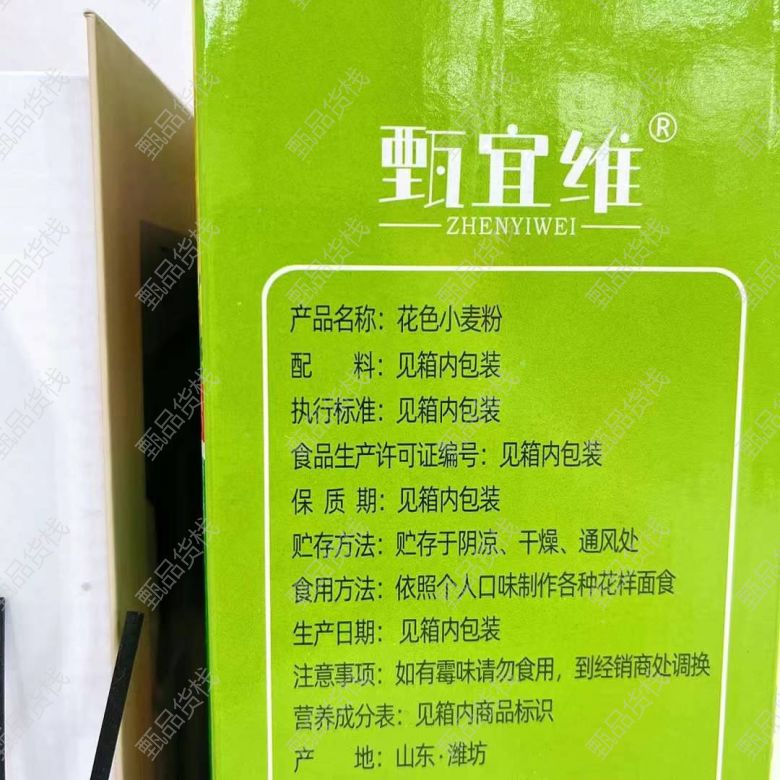 甄宜维®
ZHENYIWEI
产品名称：花色小麦粉
配 料：见箱内包装
执行标准：见箱内包装
食品生产许可证编号：见箱内包装
保 质 期：见箱内包装
贮存方法：贮存于阴凉、干燥、通风处
食用方法：依照个人口味制作各种花样面食
生产日期：见箱内包装
注意事项：如有霉味请勿食用，到经销商处调换
营养成分表：见箱内商品标识
产 地：山东·潍坊
甄品货栈